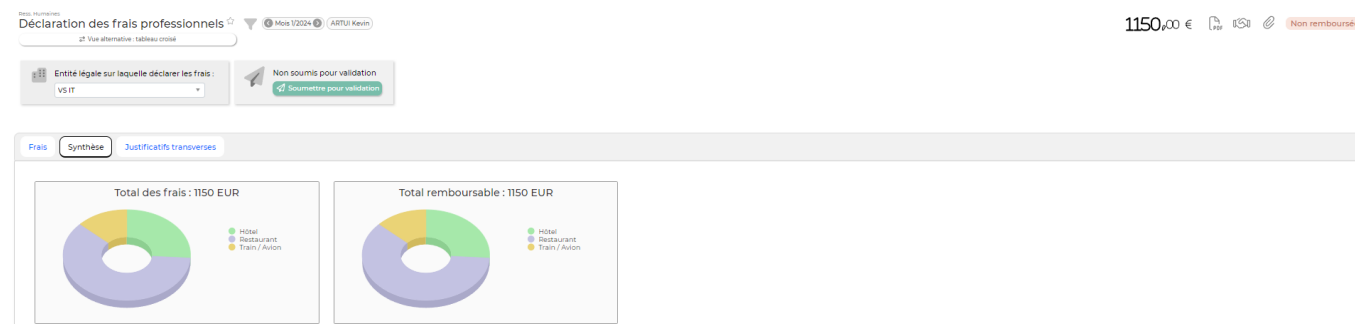 Ress. Humaines
Déclaration des frais professionnels
Mois 1/2024 ARTUI Kevin
1150,00 €
PDF
Non remboursé
⇄ Vue alternative : tableau croisé
Entité légale sur laquelle déclarer les frais :
VS IT
Non soumis pour validation
Soumettre pour validation
Frais Synthèse Justificatifs transverses
Total des frais : 1150 EUR
Hôtel
Restaurant
Train / Avion
Total remboursable : 1150 EUR
Hôtel
Restaurant
Train / Avion